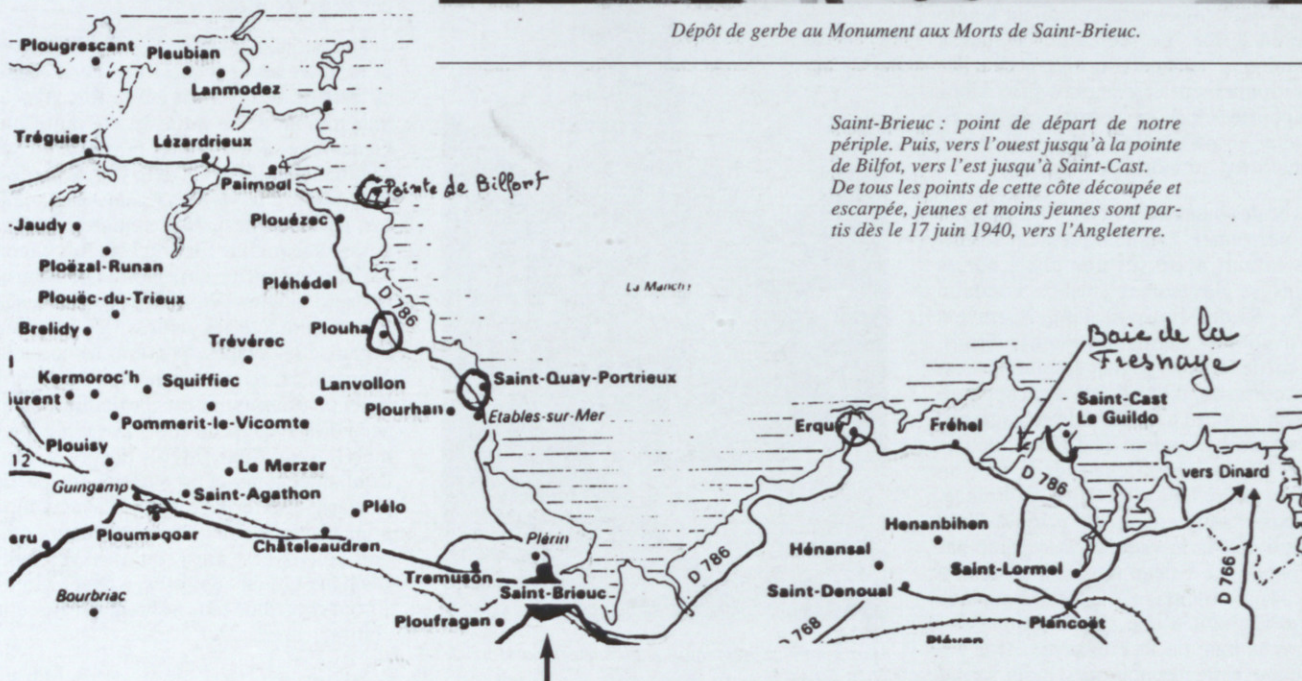 Dépôt de gerbe au Monument aux Morts de Saint-Brieuc.
Saint-Brieuc : point de départ de notre
périple. Puis, vers l'ouest jusqu'à la pointe
de Bilfot, vers l'est jusqu'à Saint-Cast.
De tous les points de cette côte découpée et
escarpée, jeunes et moins jeunes sont par-
tis dès le 17 juin 1940, vers l'Angleterre.
Plougrescant
Pleubian
Lanmodez
Tréguier
Lézardrieux
Paimpol
Pointe de Bilfort
Plouézec
Jaudy
Ploëzal-Runan
Pléhédel
Plouëc-du-Trieux
D 786
La Manche
Brelidy
Plouha
Trévérec
Baie de la
Fresnaye
Kermoroc'h
Squiffiec
Lanvollon
Saint-Quay-Portrieux
Saint-Cast
Le Guildo
laurent
Plourhan
Etables-sur-Mer
Pommerit-le-Vicomte
Erquy
Fréhel
Plouisy
12
Le Merzer
D 786
vers Dinard
Guingamp
Saint-Agathon
Plélo
Ploumagoar
Henanbihen
eru
Châteleaudren
Plérin
Hénansal
D 786
Tremuson
Saint-Lormel
D 766
Bourbriac
Saint-Brieuc
Saint-Denoual
Ploufragan
Plancoët
768
Pléven